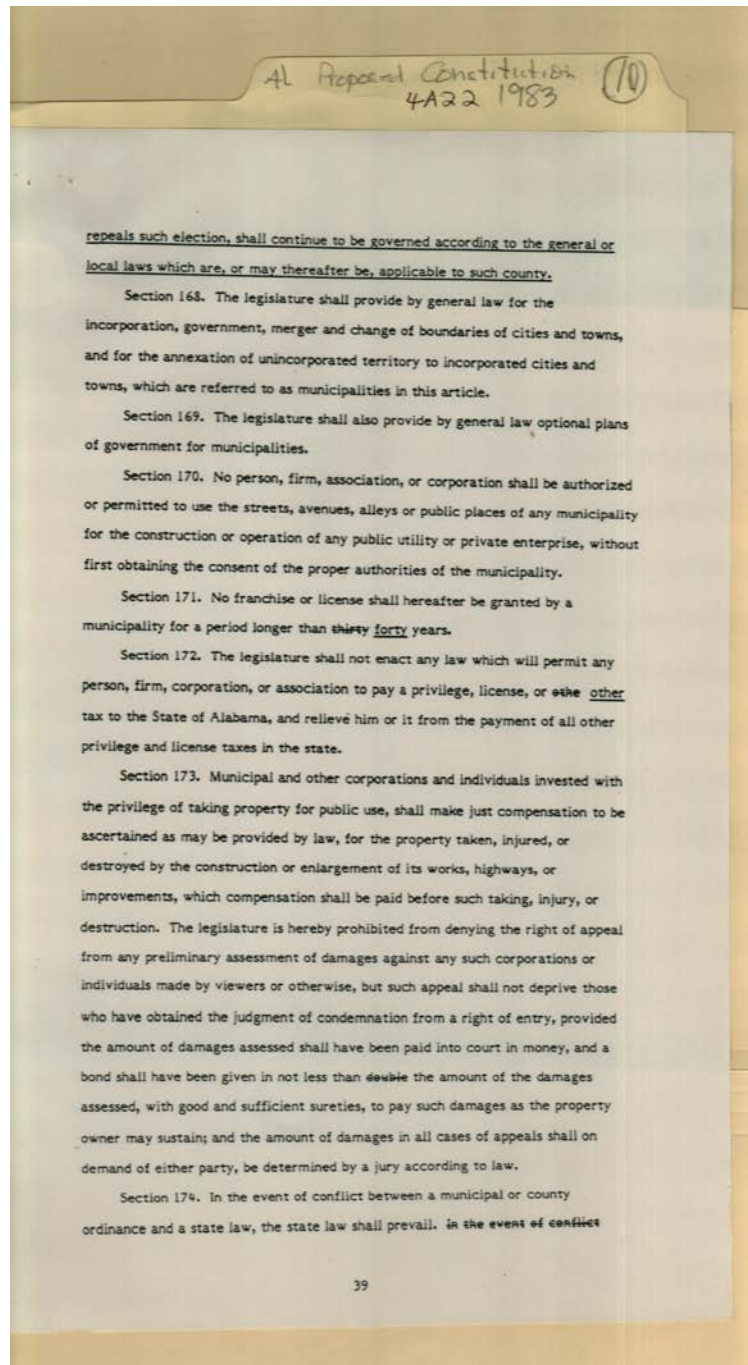 AL Proposed Constitution 10
4A22 1983
repeals such election, shall continue to be governed according to the general or
local laws which are, or may thereafter be, applicable to such county.
Section 168. The legislature shall provide by general law for the
incorporation, government, merger and change of boundaries of cities and towns,
and for the annexation of unincorporated territory to incorporated cities and
towns, which are referred to as municipalities in this article.
Section 169. The legislature shall also provide by general law optional plans
of government for municipalities.
Section 170. No person, firm, association, or corporation shall be authorized
or permitted to use the streets, avenues, alleys or public places of any municipality
for the construction or operation of any public utility or private enterprise, without
first obtaining the consent of the proper authorities of the municipality.
Section 171. No franchise or license shall hereafter be granted by a
municipality for a period longer than thirty forty years.
Section 172. The legislature shall not enact any law which will permit any
person, firm, corporation, or association to pay a privilege, license, or othe other
tax to the State of Alabama, and relieve him or it from the payment of all other
privilege and license taxes in the state.
Section 173. Municipal and other corporations and individuals invested with
the privilege of taking property for public use, shall make just compensation to be
ascertained as may be provided by law, for the property taken, injured, or
destroyed by the construction or enlargement of its works, highways, or
improvements, which compensation shall be paid before such taking, injury, or
destruction. The legislature is hereby prohibited from denying the right of appeal
from any preliminary assessment of damages against any such corporations or
individuals made by viewers or otherwise, but such appeal shall not deprive those
who have obtained the judgment of condemnation from a right of entry, provided
the amount of damages assessed shall have been paid into court in money, and a
bond shall have been given in not less than double the amount of the damages
assessed, with good and sufficient sureties, to pay such damages as the property
owner may sustain; and the amount of damages in all cases of appeals shall on
demand of either party, be determined by a jury according to law.
Section 174. In the event of conflict between a municipal or county
ordinance and a state law, the state law shall prevail. in the event of conflict
39